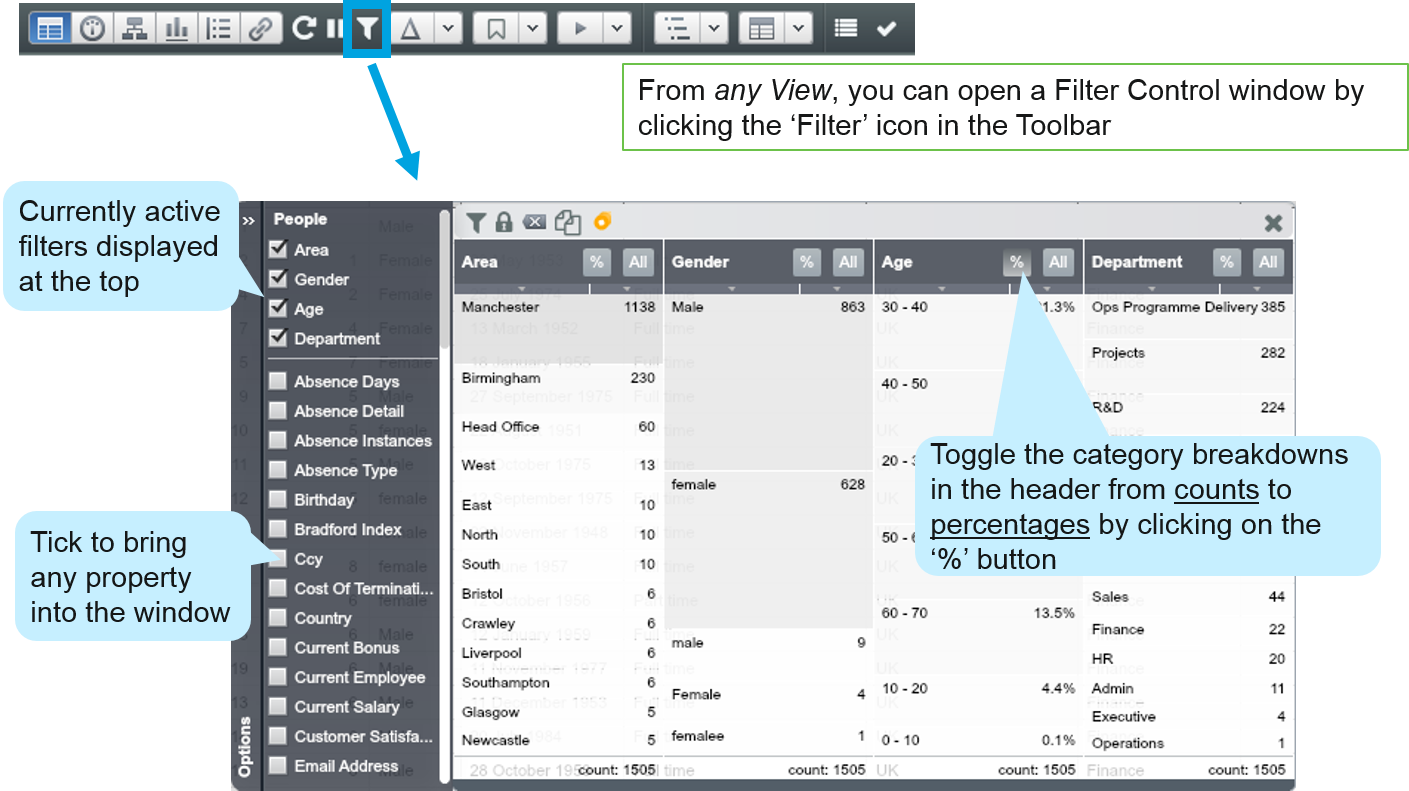 From any View, you can open a Filter Control window by
clicking the ‘Filter’ icon in the Toolbar
Currently active
filters displayed
at the top
Tick to bring
any property
into the window
»
People
Area
Gender
Age
Department
Absence Days
Absence Detail
Absence Instances
Absence Type
Birthday
Bradford Index
Ccy
Cost Of Terminati...
Country
Current Bonus
Current Employee
Current Salary
Customer Satisfa...
Email Address
Options
Area % All
Manchester 1138
Birmingham 230
Head Office 60
West 13
East 10
North 10
South 10
Bristol 6
Crawley 6
Liverpool 6
Southampton 6
Glasgow 5
Newcastle 5
count: 1505
Gender % All
Male 863
female 628
male 9
Female 4
femalee 1
count: 1505
Age % All
30 - 40
40 - 50
60 - 70 13.5%
10 - 20 4.4%
0 - 10 0.1%
count: 1505
Department % All
Ops Programme Delivery 385
Projects 282
R&D 224
Sales 44
Finance 22
HR 20
Admin 11
Executive 4
Operations 1
count: 1505
Toggle the category breakdowns
in the header from counts to
percentages by clicking on the
‘%’ button